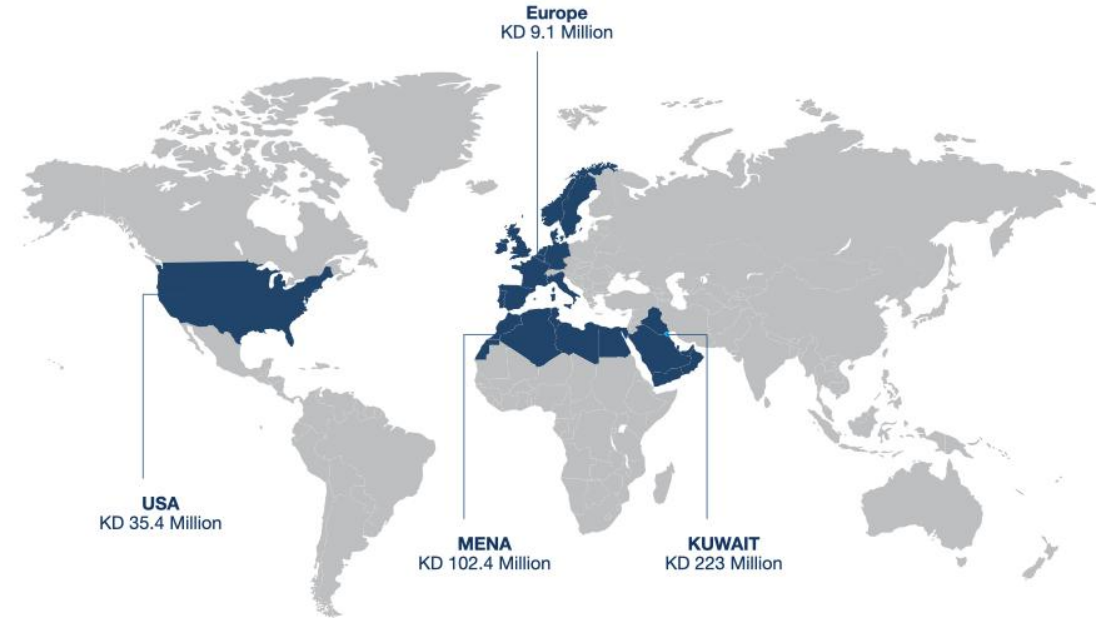 Europe
KD 9.1 Million
USA
KD 35.4 Million
MENA
KD 102.4 Million
KUWAIT
KD 223 Million